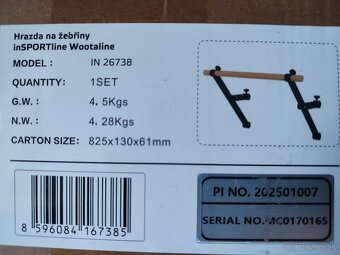 Hrazda na žebřiny
inSPORTline Wootaline
MODEL : IN 26738
QUANTITY: 1SET
G.W. : 4. 5Kgs
N.W. : 4. 28Kgs
CARTON SIZE: 825x130x61mm
8 596084 167385
PI NO. 202501007
SERIAL NO.:MC0170165